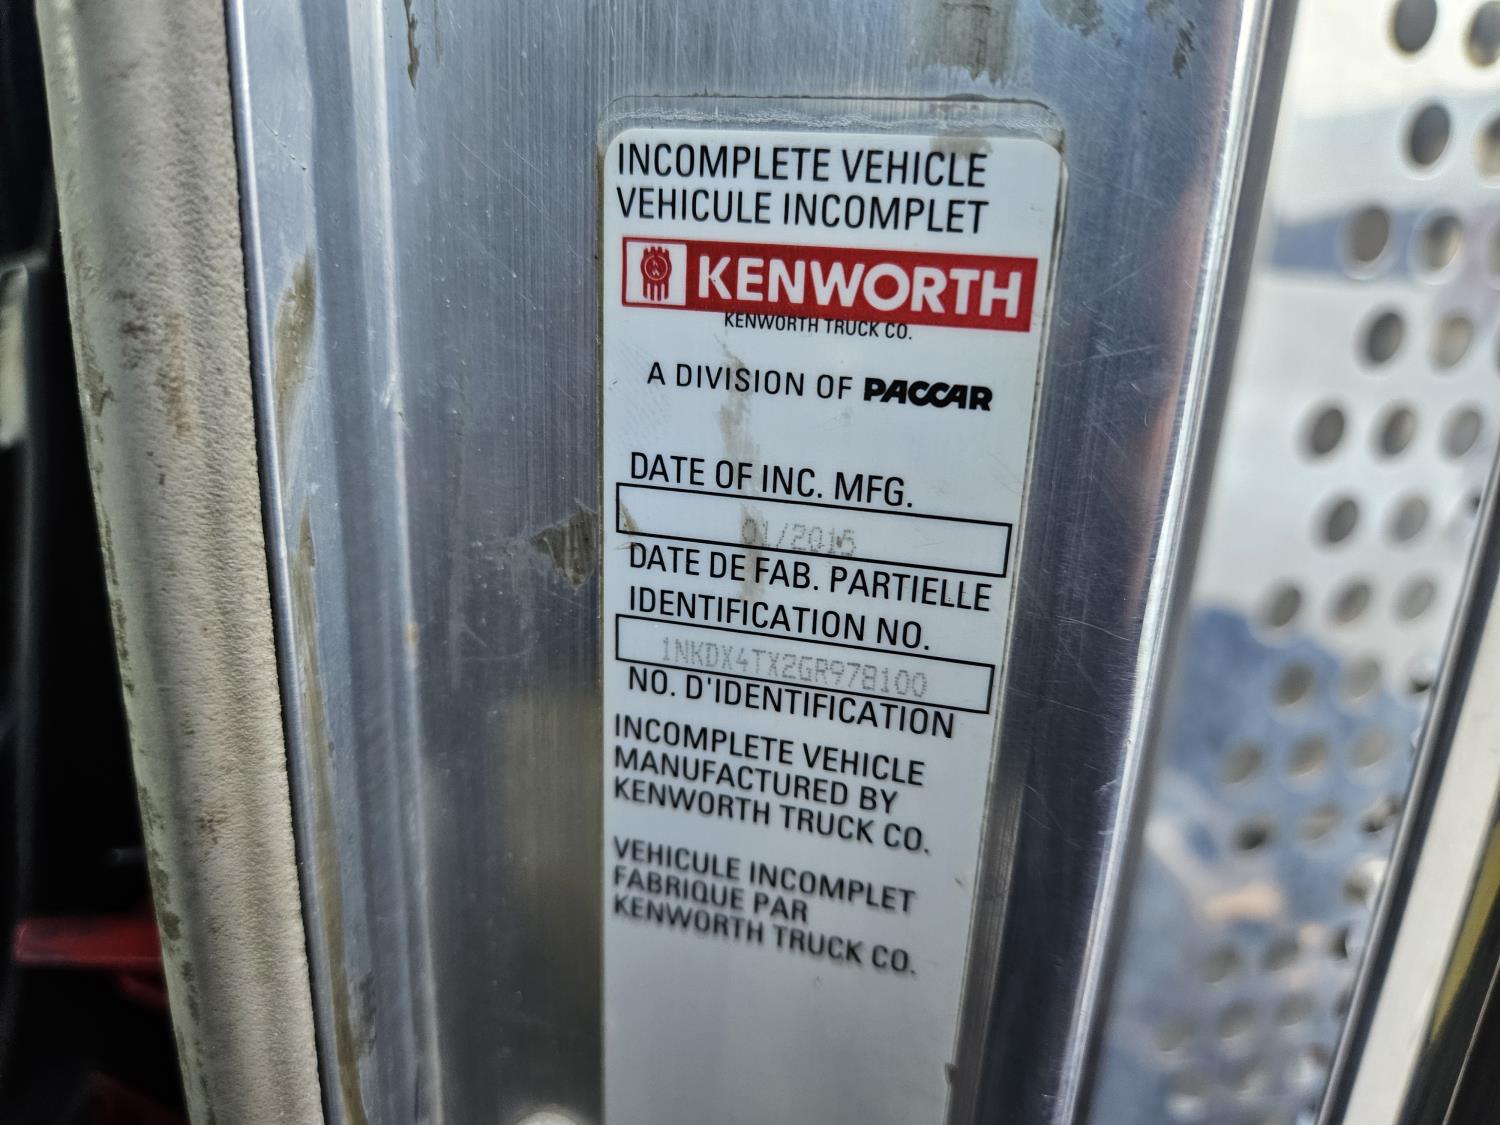 INCOMPLETE VEHICLE
VEHICULE INCOMPLET
KENWORTH
KENWORTH TRUCK CO.
A DIVISION OF PACCAR
DATE OF INC. MFG.
01/2015
DATE DE FAB. PARTIELLE
IDENTIFICATION NO.
1NKDX4TX2GR978100
NO. D'IDENTIFICATION
INCOMPLETE VEHICLE
MANUFACTURED BY
KENWORTH TRUCK CO.
VEHICULE INCOMPLET
FABRIQUE PAR
KENWORTH TRUCK CO.